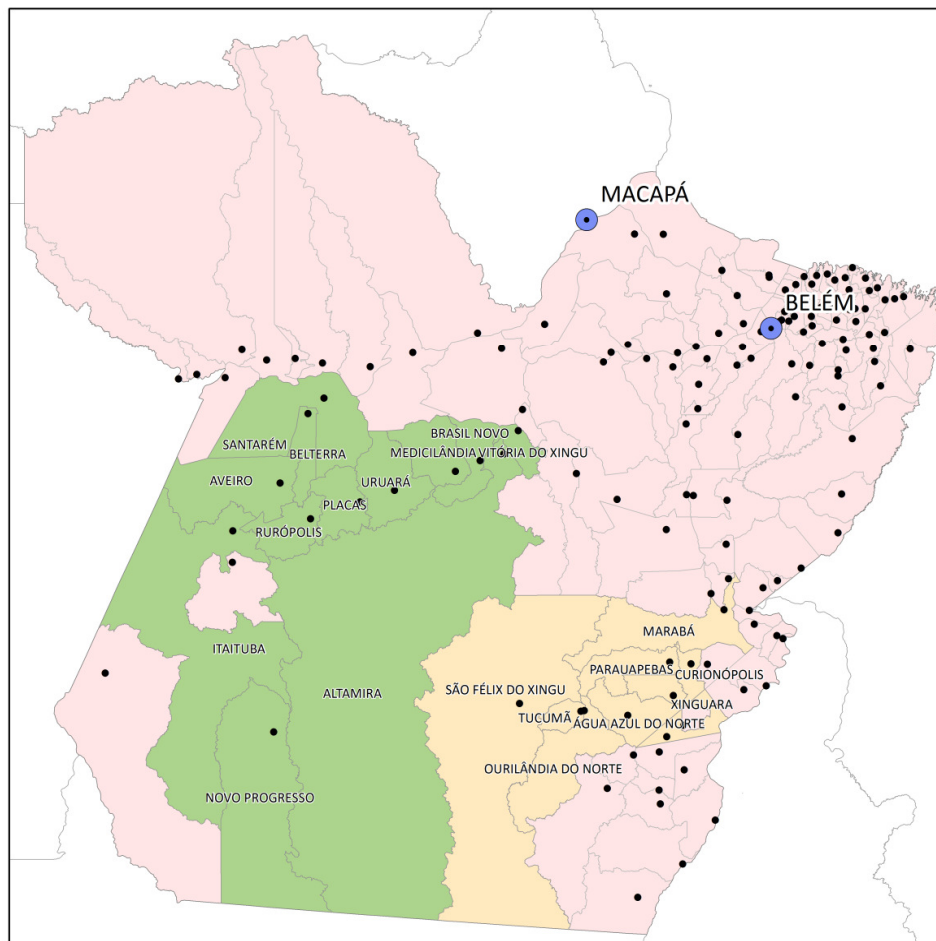 MACAPÁ
BELÉM
BRASIL NOVO
SANTARÉM
BELTERRA
MEDICILÂNDIA VITÓRIA DO XINGU
AVEIRO
URUARÁ
PLACAS
RURÓPOLIS
MARABÁ
ITAITUBA
PARAUAPEBAS
CURIONÓPOLIS
ALTAMIRA
SÃO FÉLIX DO XINGU
XINGUARA
TUCUMÃ
ÁGUA AZUL DO NORTE
OURILÂNDIA DO NORTE
NOVO PROGRESSO